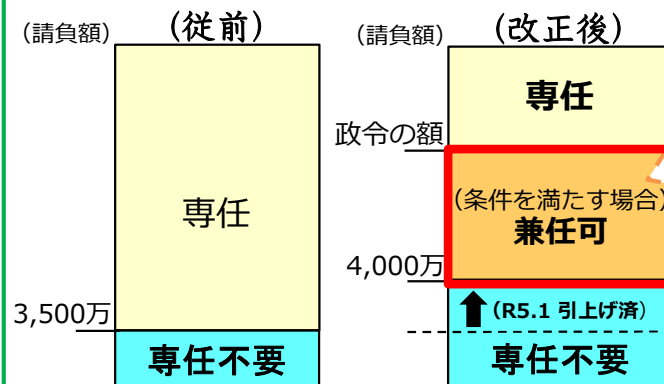 (従前)
(請負額)
専任
3,500万
専任不要
(改正後)
(請負額)
専任
政令の額
(条件を満たす場合)
兼任可
4,000万
(R5.1 引上げ済)
専任不要